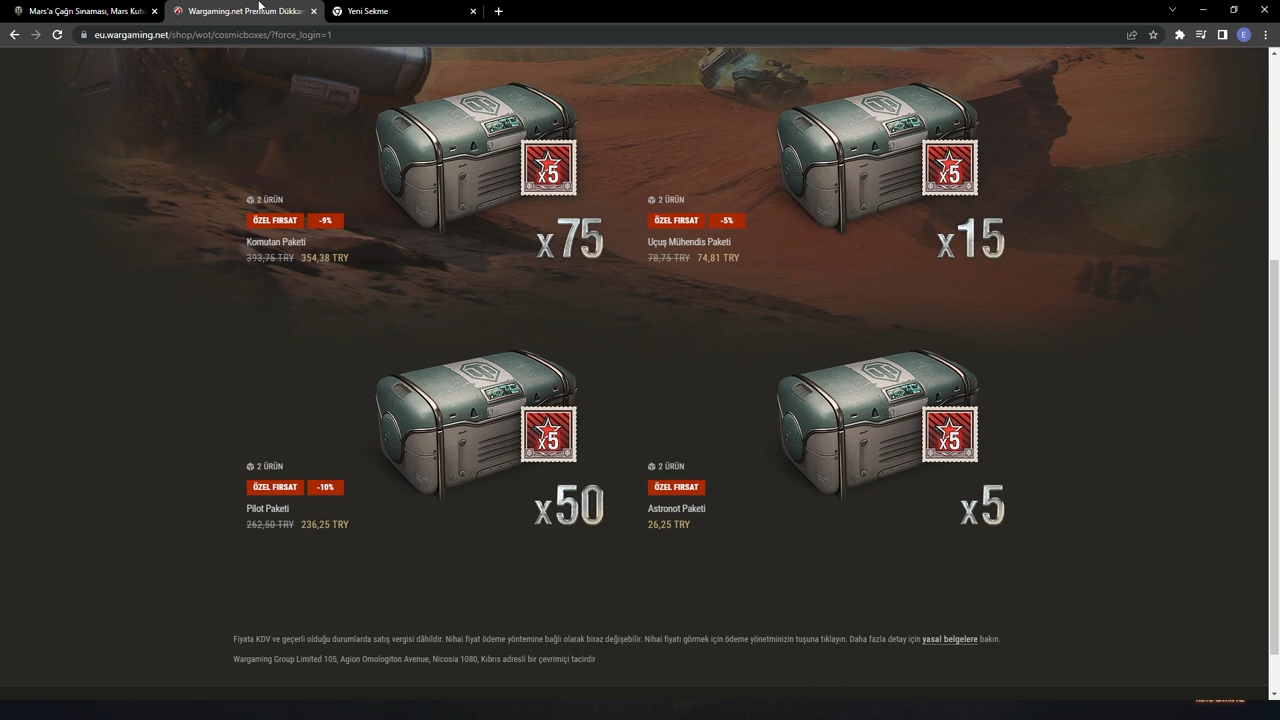 Mars'a Çağrı Sınaması, Mars Kutu
Wargaming.net Premium Dükkan
Yeni Sekme
eu.wargaming.net/shop/wot/cosmicboxes/?force_login=1
E
x5
x75
2 ÜRÜN
ÖZEL FIRSAT -9%
Komutan Paketi
393,75 TRY 354,38 TRY
x5
x15
2 ÜRÜN
ÖZEL FIRSAT -5%
Uçuş Mühendis Paketi
78,75 TRY 74,81 TRY
x5
x50
2 ÜRÜN
ÖZEL FIRSAT -10%
Pilot Paketi
262,50 TRY 236,25 TRY
x5
x5
2 ÜRÜN
ÖZEL FIRSAT
Astronot Paketi
26,25 TRY
Fiyata KDV ve geçerli olduğu durumlarda satış vergisi dâhildir. Nihai fiyat ödeme yöntemine bağlı olarak biraz değişebilir. Nihai fiyatı görmek için ödeme yönetminizin tuşuna tıklayın. Daha fazla detay için yasal belgelere bakın.
Wargaming Group Limited 105, Agion Omologiton Avenue, Nicosia 1080, Kıbrıs adresli bir çevrimiçi tacirdir